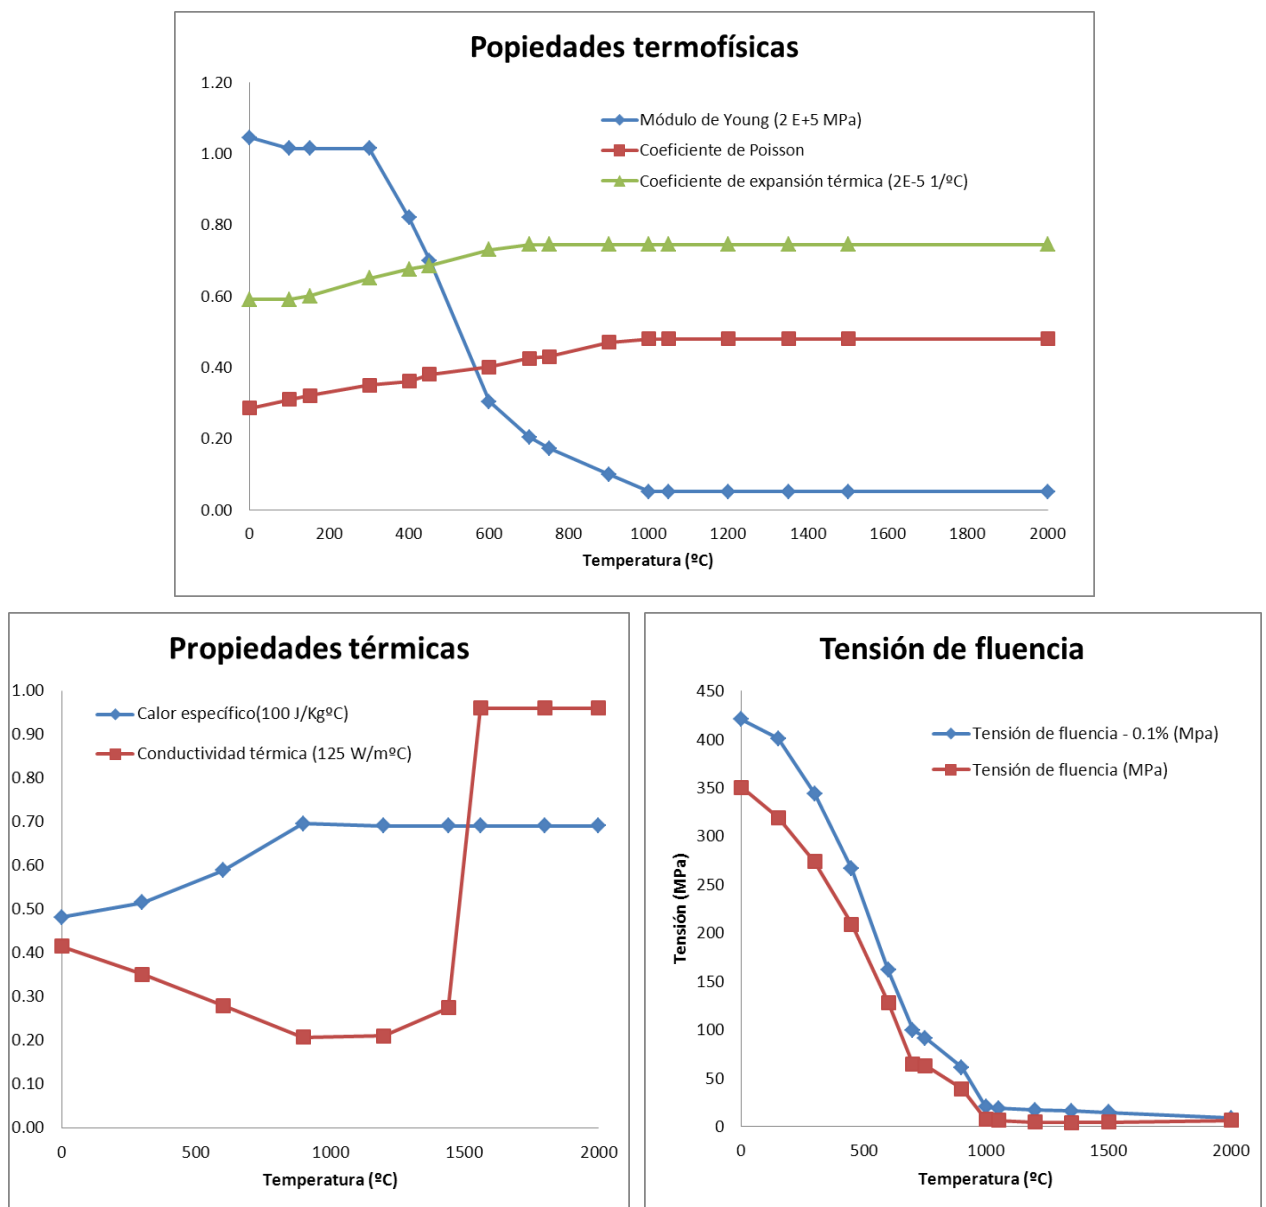 Popiedades termofísicas
1.20
1.00
0.80
0.60
0.40
0.20
0.00
Módulo de Young (2 E+5 MPa)
Coeficiente de Poisson
Coeficiente de expansión térmica (2E-5 1/ºC)
0 200 400 600 800 1000 1200 1400 1600 1800 2000
Temperatura (ºC)
Propiedades térmicas
1.00
0.90
0.80
0.70
0.60
0.50
0.40
0.30
0.20
0.10
0.00
Calor específico(100 J/KgºC)
Conductividad térmica (125 W/mºC)
0 500 1000 1500 2000
Temperatura (ºC)
Tensión de fluencia
450
400
350
300
250
200
150
100
50
0
Tensión (MPa)
Tensión de fluencia - 0.1% (Mpa)
Tensión de fluencia (MPa)
0 500 1000 1500 2000
Temperatura (ºC)